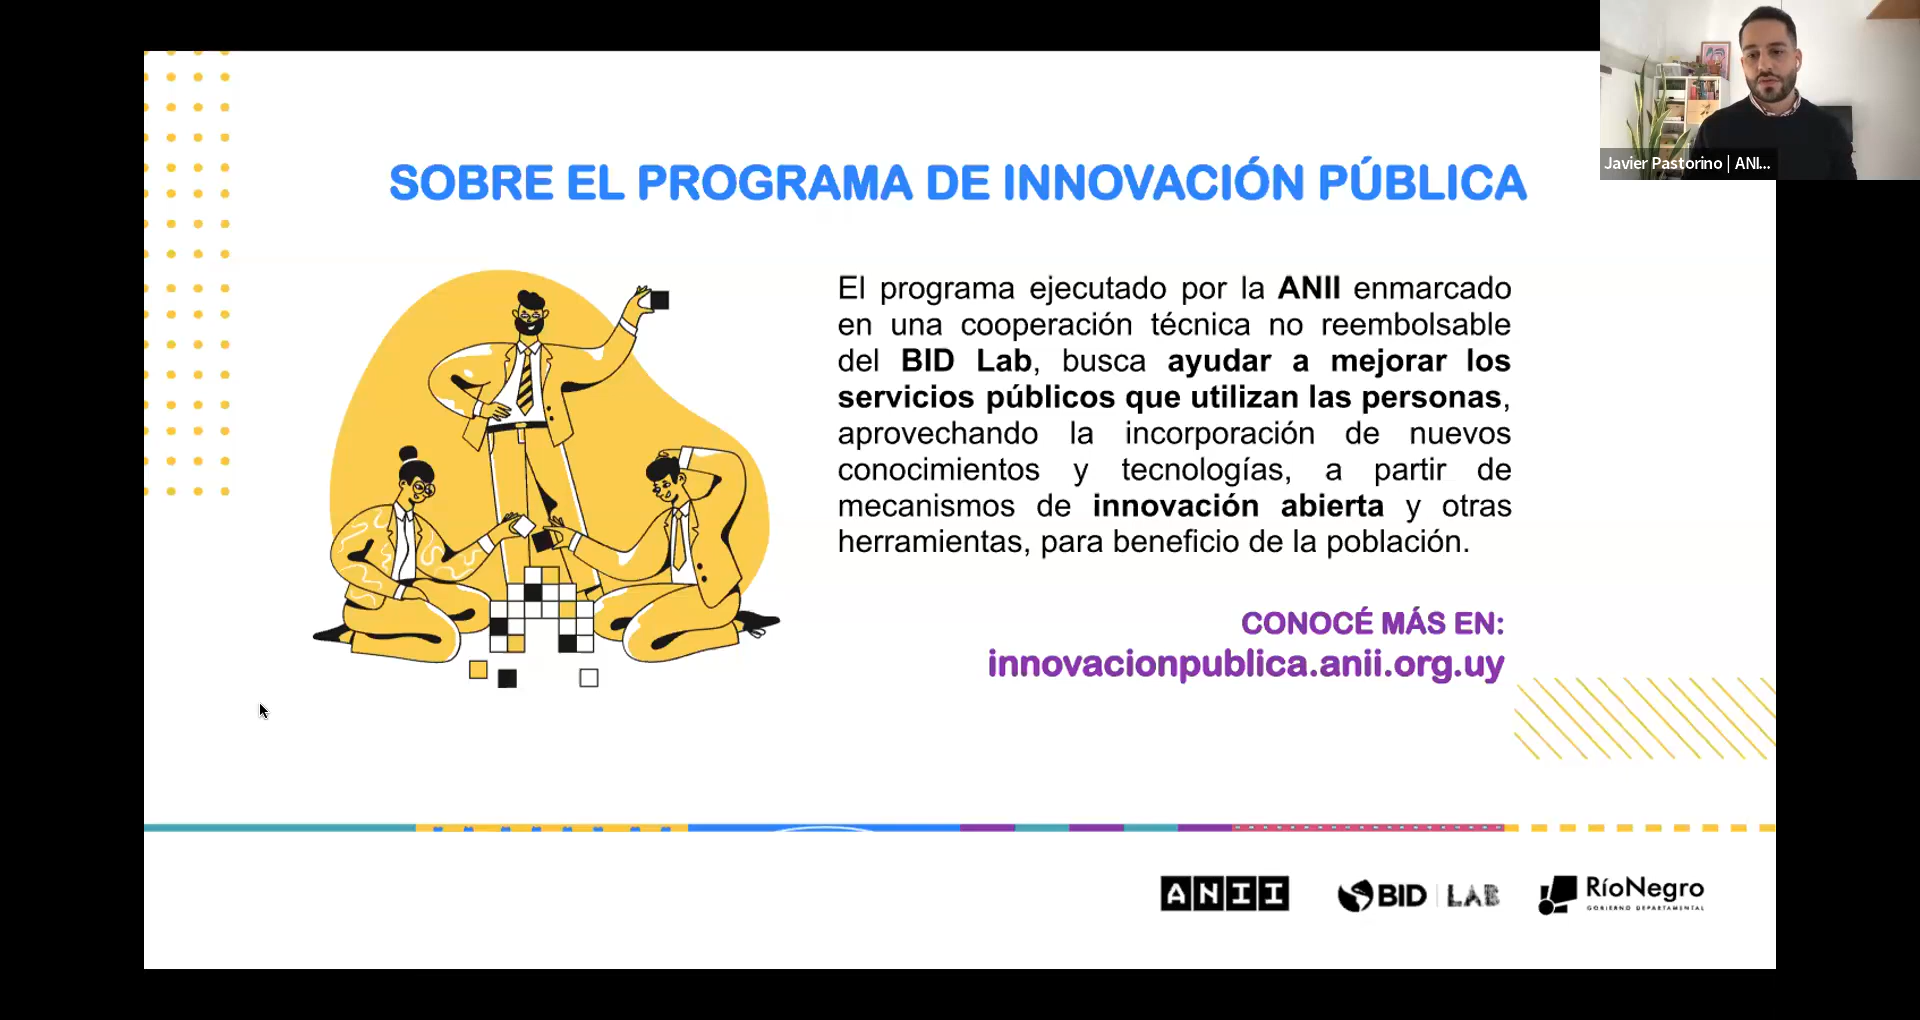 Javier Pastorino | ANI...
SOBRE EL PROGRAMA DE INNOVACIÓN PÚBLICA
El programa ejecutado por la ANII enmarcado
en una cooperación técnica no reembolsable
del BID Lab, busca ayudar a mejorar los
servicios públicos que utilizan las personas,
aprovechando la incorporación de nuevos
conocimientos y tecnologías, a partir de
mecanismos de innovación abierta y otras
herramientas, para beneficio de la población.
CONOCÉ MÁS EN:
innovacionpublica.anii.org.uy
ANII
BID | LAB
RíoNegro
GOBIERNO DEPARTAMENTAL